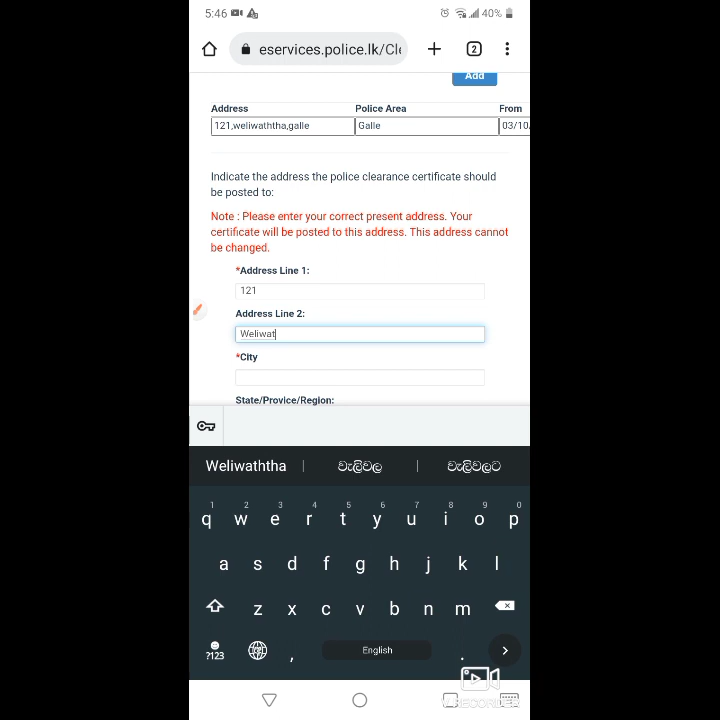 5:46
40%
eservices.police.lk/Cl
2
Add
Address Police Area From
121,weliwaththa,galle Galle 03/10
Indicate the address the police clearance certificate should
be posted to:
Note : Please enter your correct present address. Your
certificate will be posted to this address. This address cannot
be changed.
*Address Line 1:
121
Address Line 2:
Weliwat
*City
State/Provice/Region:
Weliwaththa වැලිවල වැලිවලට
1 2 3 4 5 6 7 8 9 0
q w e r t y u i o p
a s d f g h j k l
z x c v b n m
?123 , English .
V RECORDER